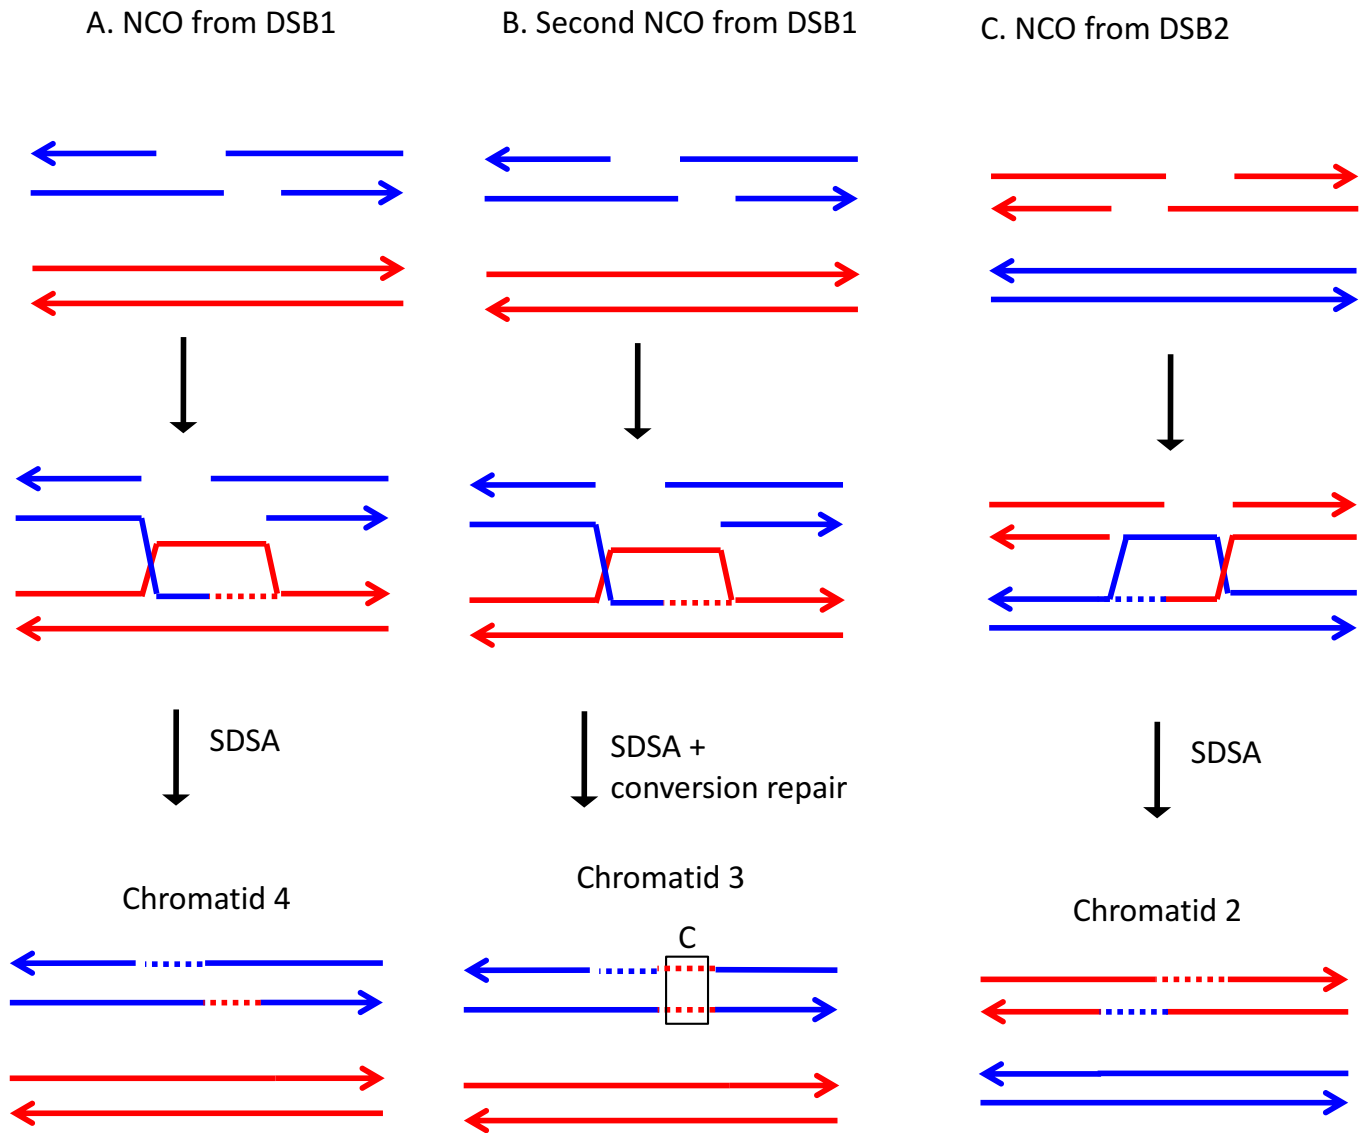 A. NCO from DSB1
B. Second NCO from DSB1
C. NCO from DSB2
SDSA
SDSA +
conversion repair
SDSA
Chromatid 4
Chromatid 3
Chromatid 2
C